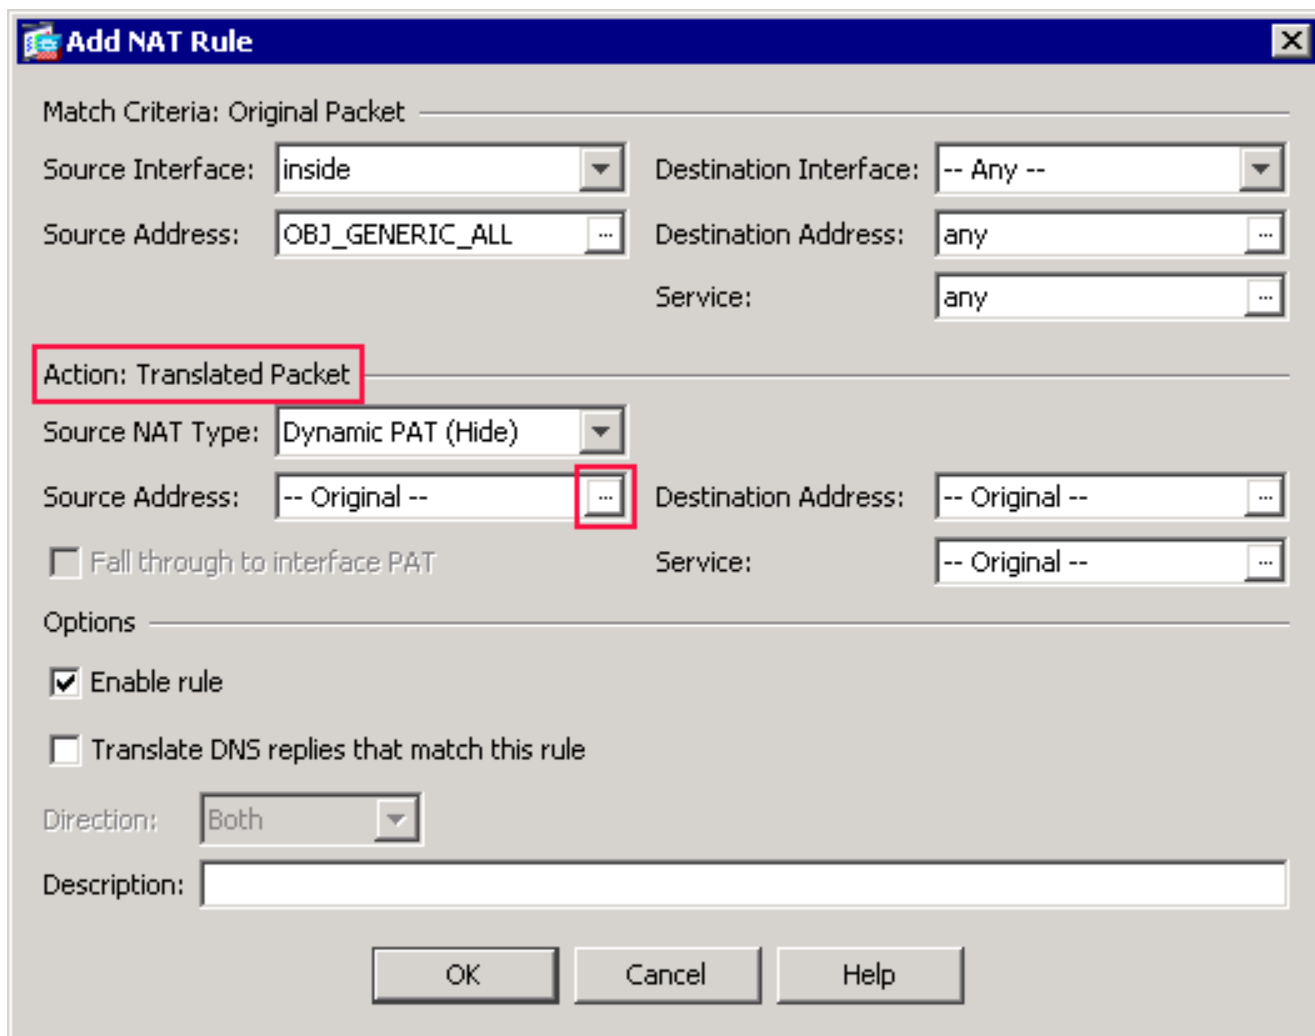 Add NAT Rule
Match Criteria: Original Packet
Source Interface: inside Destination Interface: -- Any --
Source Address: OBJ_GENERIC_ALL ... Destination Address: any ...
Service: any ...
Action: Translated Packet
Source NAT Type: Dynamic PAT (Hide)
Source Address: -- Original -- ... Destination Address: -- Original -- ...
Fall through to interface PAT Service: -- Original -- ...
Options
Enable rule
Translate DNS replies that match this rule
Direction: Both
Description:
OK Cancel Help